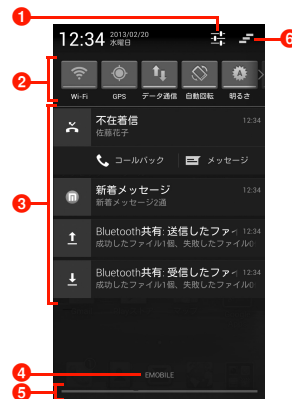 1
12:34 2013/02/20
水曜日
6
2
Wi-Fi GPS データ通信 自動回転 明るさ
不在着信 12:34
佐藤花子
コールバック メッセージ
3
新着メッセージ 12:34
新着メッセージ2通
Bluetooth共有: 送信したファ 12:34
成功したファイル1個、失敗したファイル0
Bluetooth共有: 受信したファ 12:34
成功したファイル1個、失敗したファイル0
4
EMOBILE
5